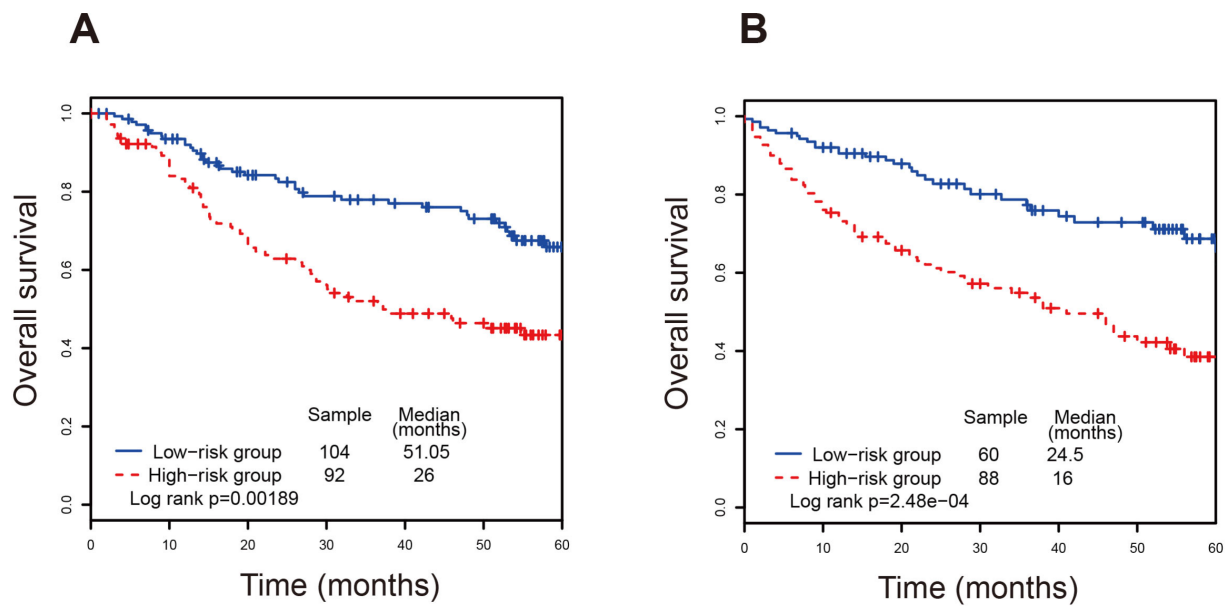 A
Overall survival
1.0
0.8
0.6
0.4
0.2
0.0
Sample Median
(months)
Low−risk group 104 51.05
High−risk group 92 26
Log rank p=0.00189
0 10 20 30 40 50 60
Time (months)
B
Overall survival
1.0
0.8
0.6
0.4
0.2
0.0
Sample Median
(months)
Low−risk group 60 24.5
High−risk group 88 16
Log rank p=2.48e−04
0 10 20 30 40 50 60
Time (months)